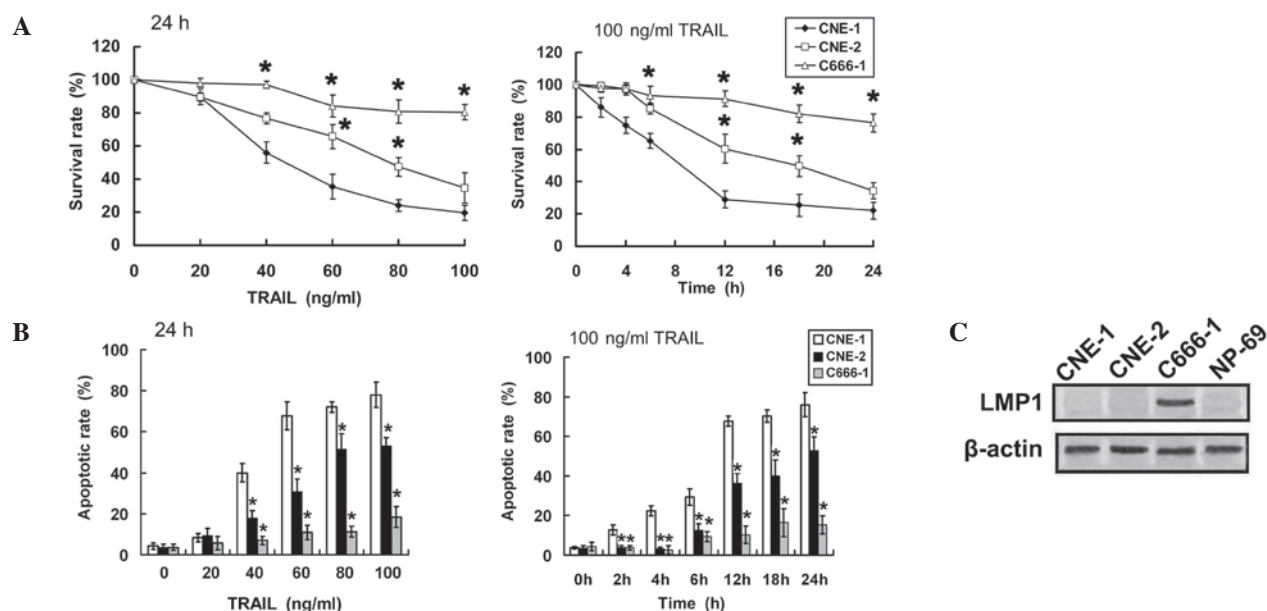 A
24 h
120
100
80
60
40
20
0
Survival rate (%)
* * * *
* *
0 20 40 60 80 100
TRAIL (ng/ml)
100 ng/ml TRAIL
CNE-1
CNE-2
C666-1
120
100
80
60
40
20
0
Survival rate (%)
* * * *
* *
0 4 8 12 16 20 24
Time (h)
B
24 h
100
80
60
40
20
0
Apoptotic rate (%)
* * * * * * * *
0 20 40 60 80 100
TRAIL (ng/ml)
100 ng/ml TRAIL
CNE-1
CNE-2
C666-1
100
80
60
40
20
0
Apoptotic rate (%)
** ** ** * * * * * *
0h 2h 4h 6h 12h 18h 24h
Time (h)
C
CNE-1 CNE-2 C666-1 NP-69
LMP1
β-actin